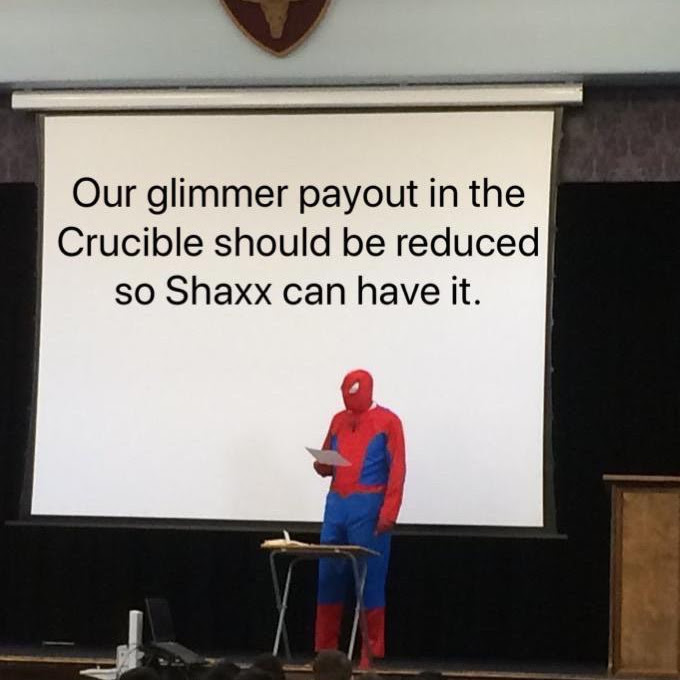 Our glimmer payout in the
Crucible should be reduced
so Shaxx can have it.